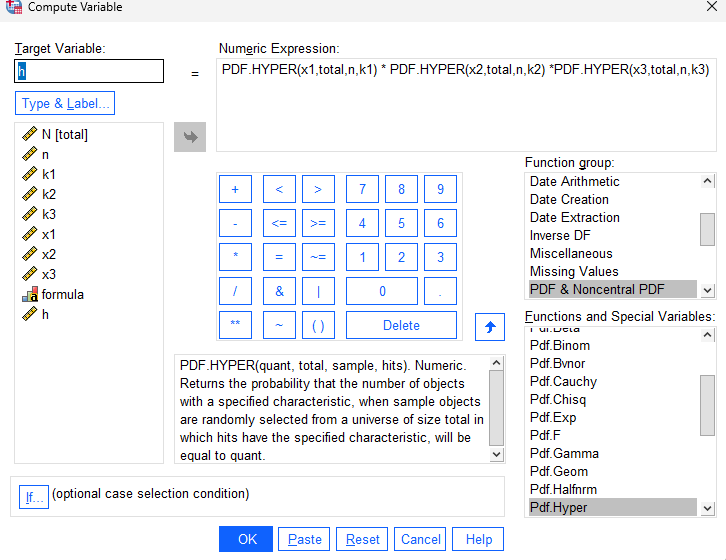 Compute Variable
Target Variable:
h
=
Numeric Expression:
PDF.HYPER(x1,total,n,k1) * PDF.HYPER(x2,total,n,k2) *PDF.HYPER(x3,total,n,k3)
Type & Label...
N [total]
n
k1
k2
k3
x1
x2
x3
formula
h
+ < > 7 8 9
- <= >= 4 5 6
* = ~= 1 2 3
/ & | 0 .
** ~ ( ) Delete
Function group:
Date Arithmetic
Date Creation
Date Extraction
Inverse DF
Miscellaneous
Missing Values
PDF & Noncentral PDF
Functions and Special Variables:
Pdf.Beta
Pdf.Binom
Pdf.Bvnor
Pdf.Cauchy
Pdf.Chisq
Pdf.Exp
Pdf.F
Pdf.Gamma
Pdf.Geom
Pdf.Halfnrm
Pdf.Hyper
PDF.HYPER(quant, total, sample, hits). Numeric.
Returns the probability that the number of objects
with a specified characteristic, when sample objects
are randomly selected from a universe of size total in
which hits have the specified characteristic, will be
equal to quant.
If... (optional case selection condition)
OK Paste Reset Cancel Help